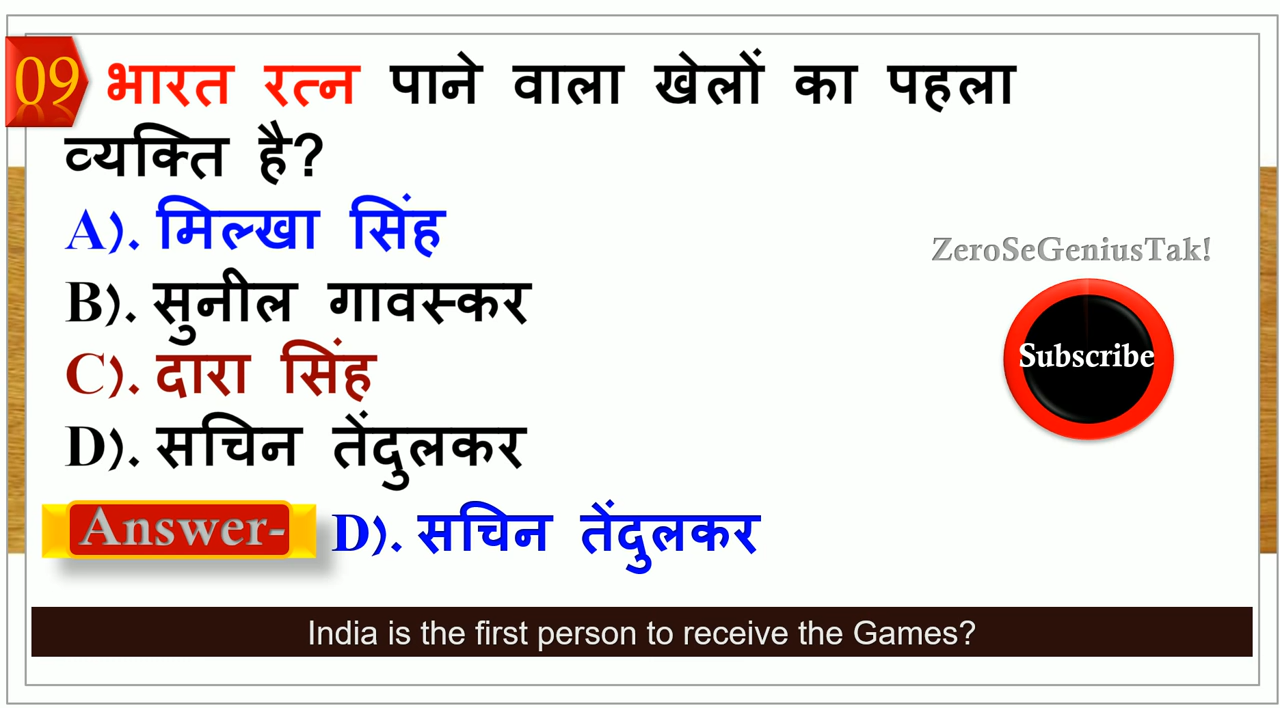 09 भारत रत्न पाने वाला खेलों का पहला
व्यक्ति है?
A). मिल्खा सिंह
ZeroSeGeniusTak!
B). सुनील गावस्कर
Subscribe
C). दारा सिंह
D). सचिन तेंदुलकर
Answer- D). सचिन तेंदुलकर
India is the first person to receive the Games?